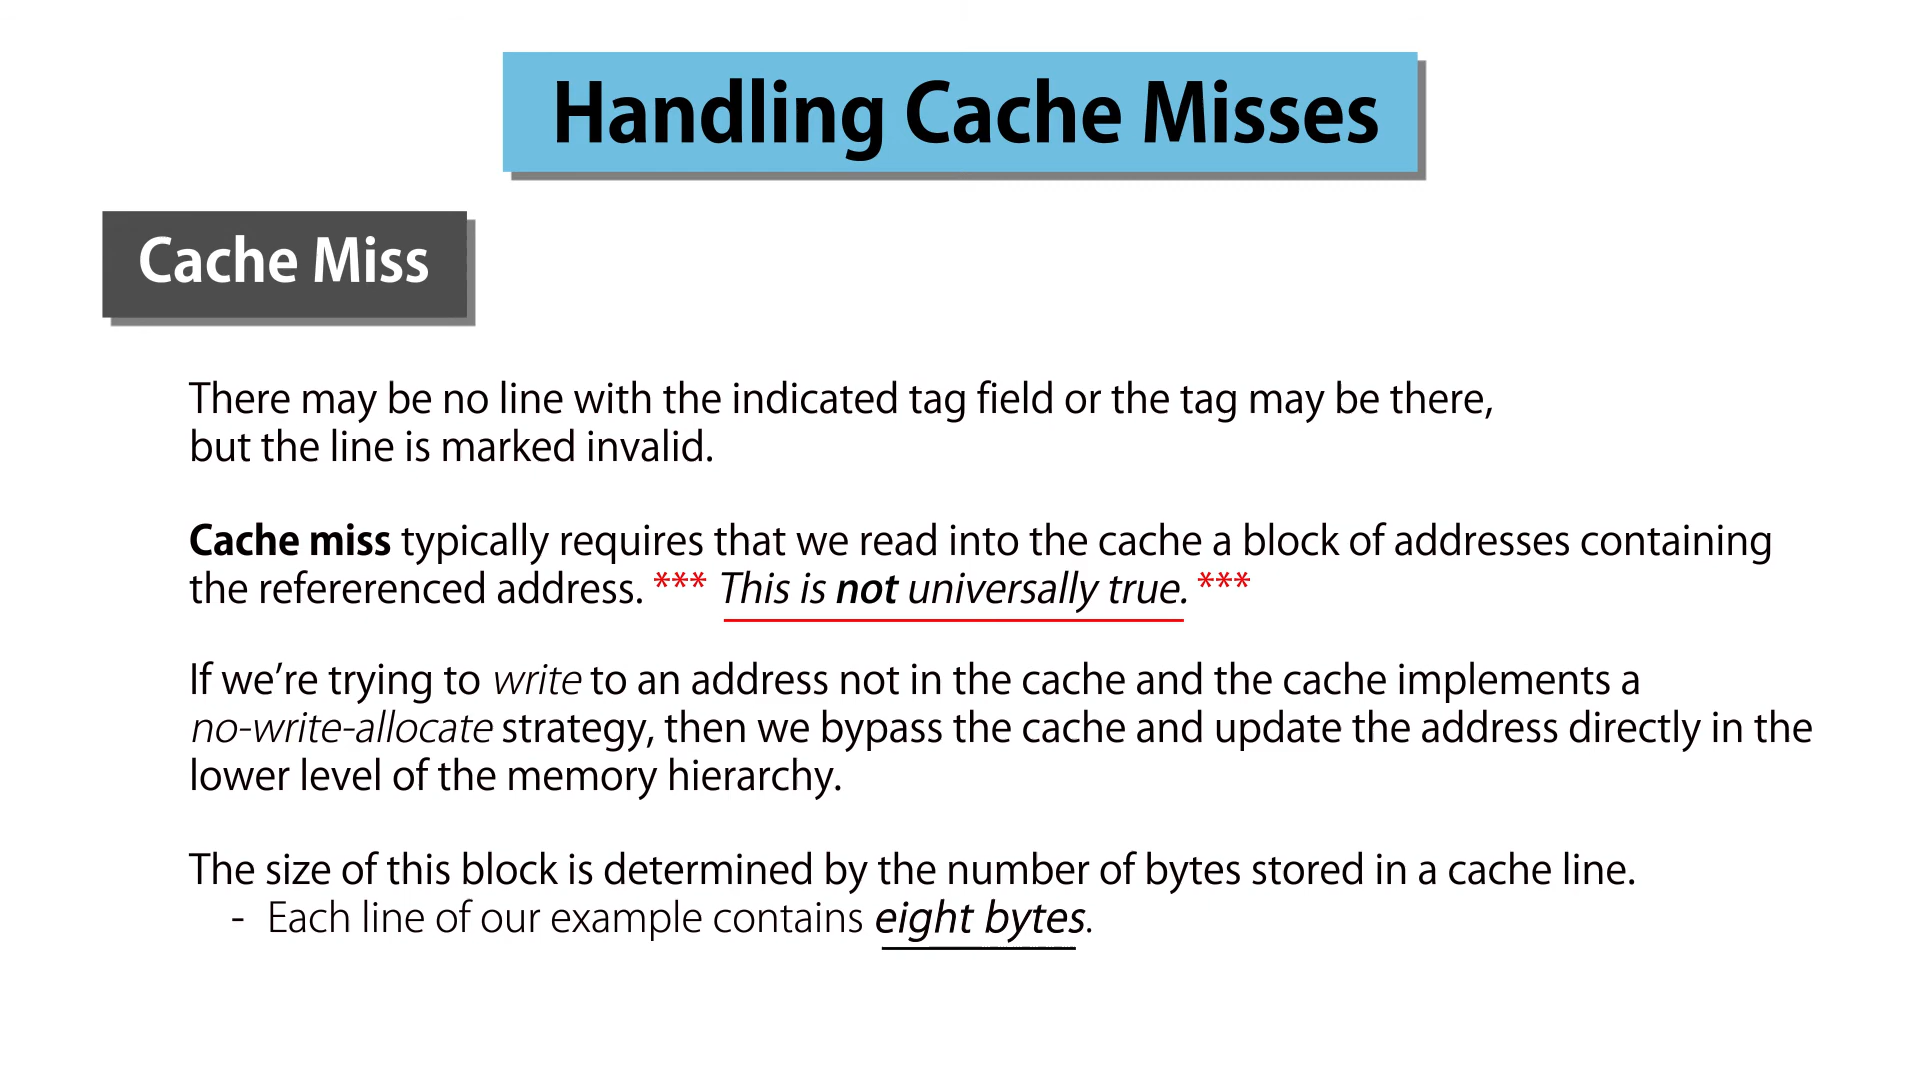 Handling Cache Misses
Cache Miss
There may be no line with the indicated tag field or the tag may be there,
but the line is marked invalid.
Cache miss typically requires that we read into the cache a block of addresses containing
the refererenced address. *** This is not universally true. ***
If we’re trying to write to an address not in the cache and the cache implements a
no-write-allocate strategy, then we bypass the cache and update the address directly in the
lower level of the memory hierarchy.
The size of this block is determined by the number of bytes stored in a cache line.
- Each line of our example contains eight bytes.